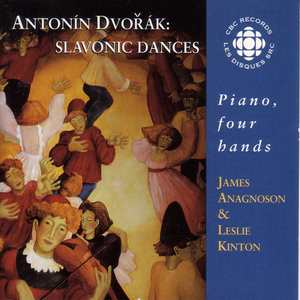 ANTONÍN DVOŘÁK:
SLAVONIC DANCES
CBC RECORDS
LES DISQUES SRC
Piano,
four
hands
JAMES
ANAGNOSON
&
LESLIE
KINTON